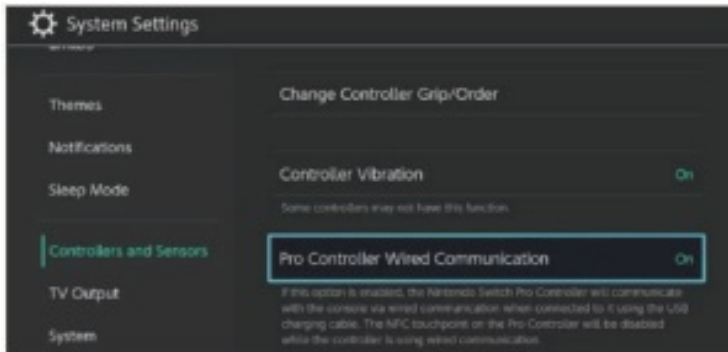 System Settings
Themes
Notifications
Sleep Mode
Controllers and Sensors
TV Output
System
Change Controller Grip/Order
Controller Vibration On
Some controllers may not have this function.
Pro Controller Wired Communication On
If this option is enabled, the Nintendo Switch Pro Controller will communicate
with the console via wired communication when connected to it using the USB
charging cable. The NFC touchpoint on the Pro Controller will be disabled
while the controller is using wired communication.